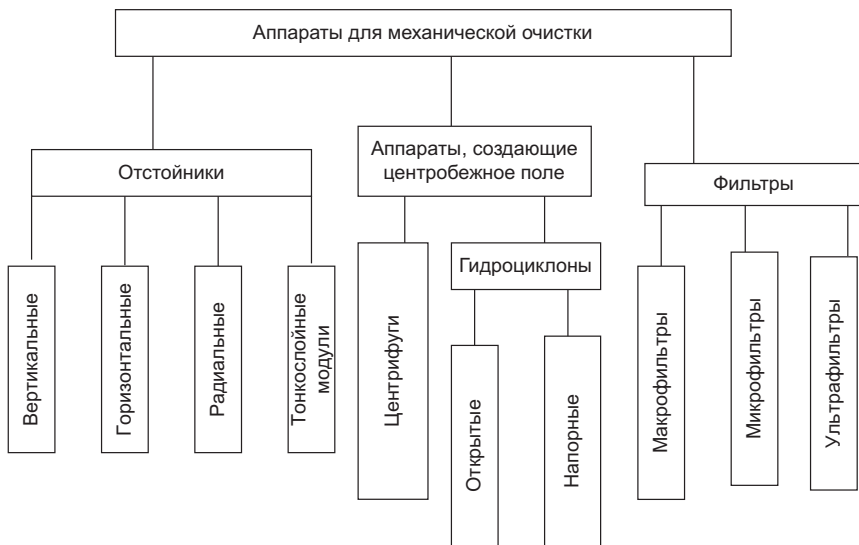 Аппараты для механической очистки
Отстойники
Аппараты, создающие
центробежное поле
Фильтры
Гидроциклоны
Вертикальные
Горизонтальные
Радиальные
Тонкослойные
модули
Центрифуги
Открытые
Напорные
Макрофильтры
Микрофильтры
Ультрафильтры